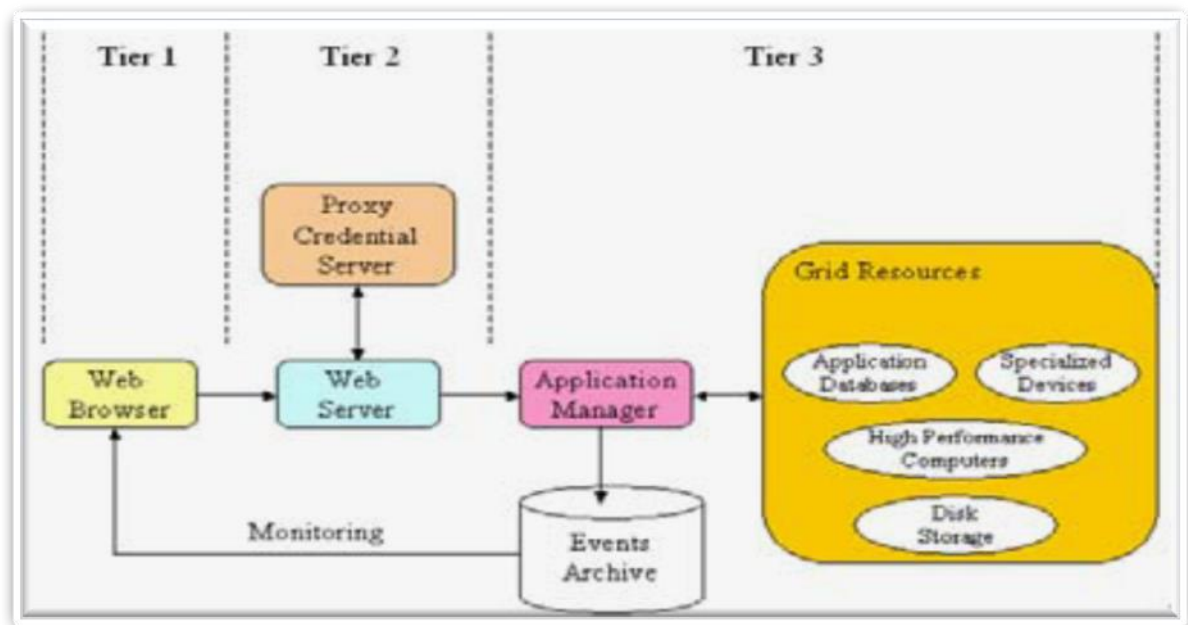 Tier 1
Tier 2
Tier 3
Proxy
Credential
Server
Grid Resources
Application
Databases
Specialized
Devices
Web
Browser
Web
Server
Application
Manager
High Performance
Computers
Disk
Storage
Monitoring
Events
Archive